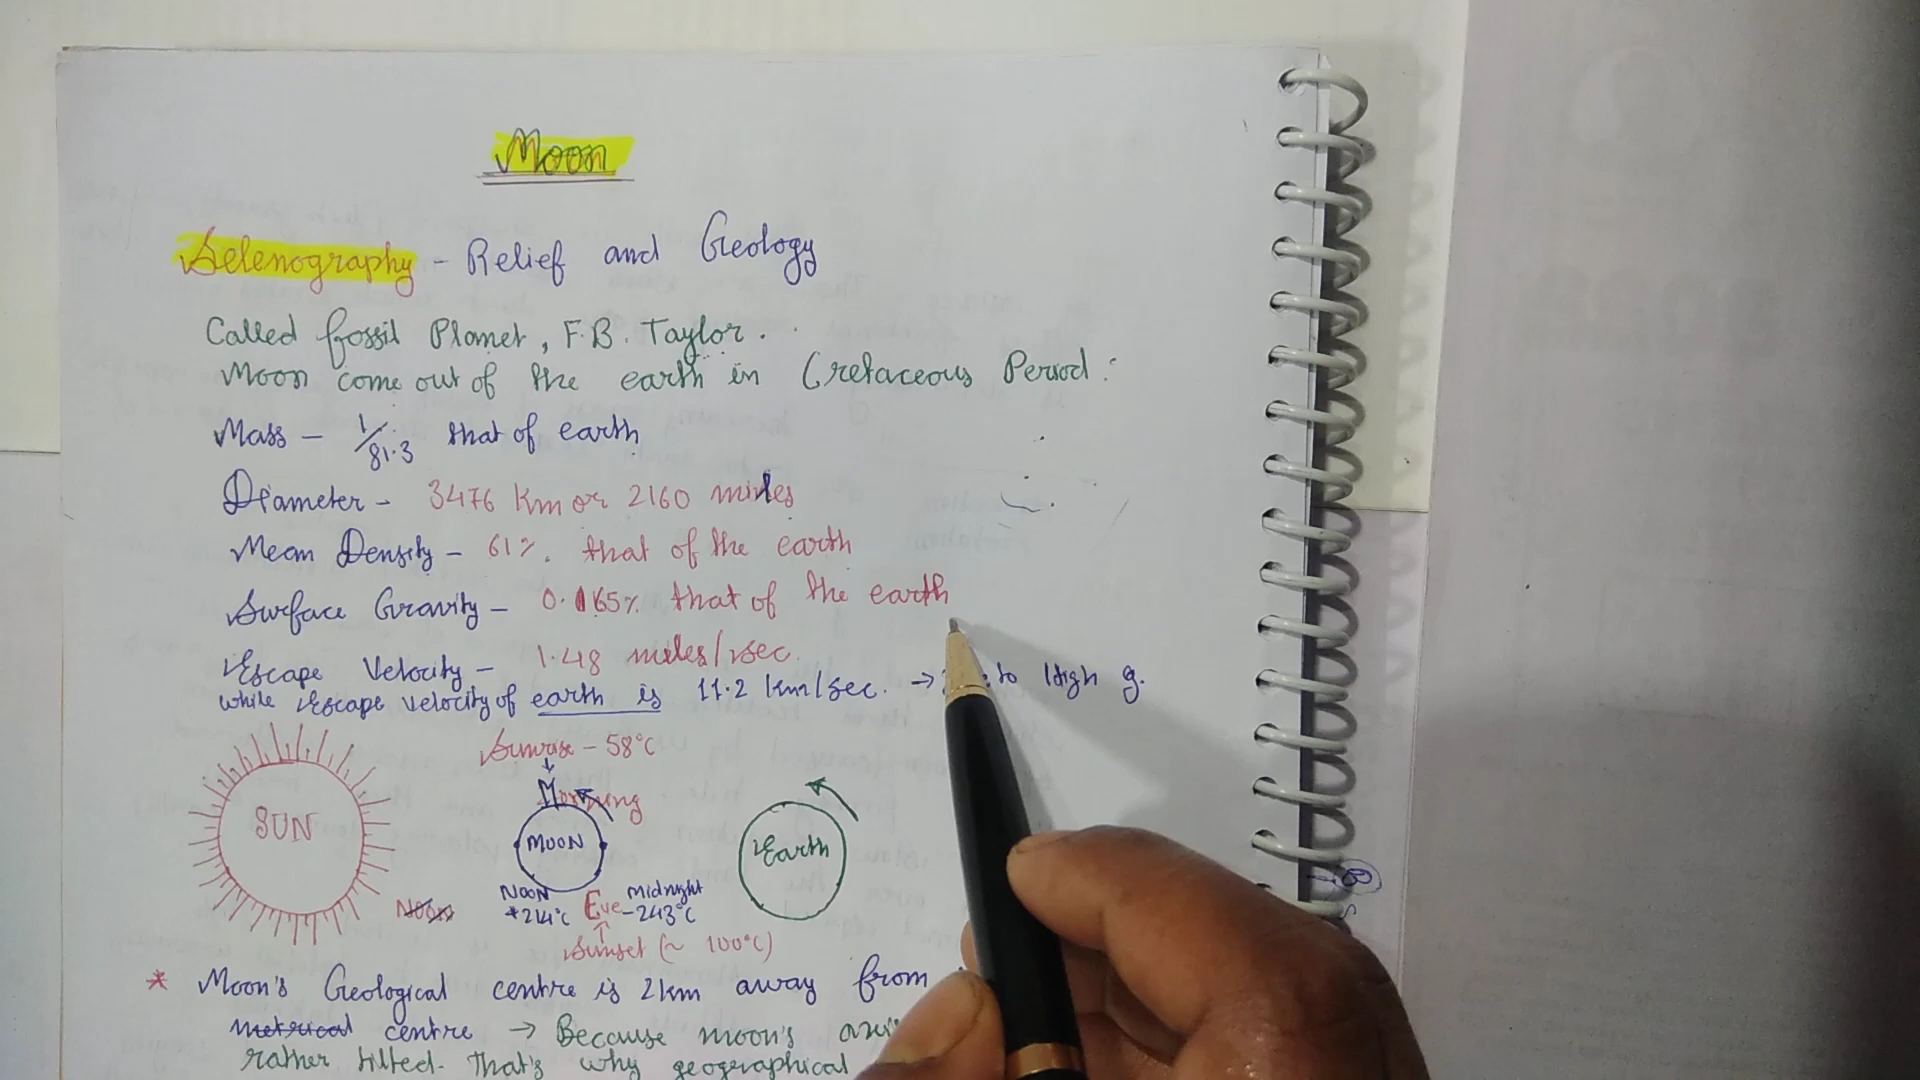 Moon
Selenography - Relief and Geology
Called fossil Planet, F.B. Taylor.
Moon come out of the earth in Cretaceous Period:
Mass - 1/81.3 that of earth
Diameter - 3476 Km or 2160 miles
Mean Density - 61% that of the earth
Surface Gravity - 0.165% that of the earth
Escape Velocity - 1.48 miles/sec.
while Escape velocity of earth is 11.2 km/sec. → to High g.
Sunrise - 58°C
Morning
SUN
MOON
Earth
Noon
Noon
*214°C
Eve
Midnight
-243°C
Sunset (~ 100°C)
* Moon's Geological centre is 2km away from
metrical centre → Because moon's
rather tilted. That's why geographical
8